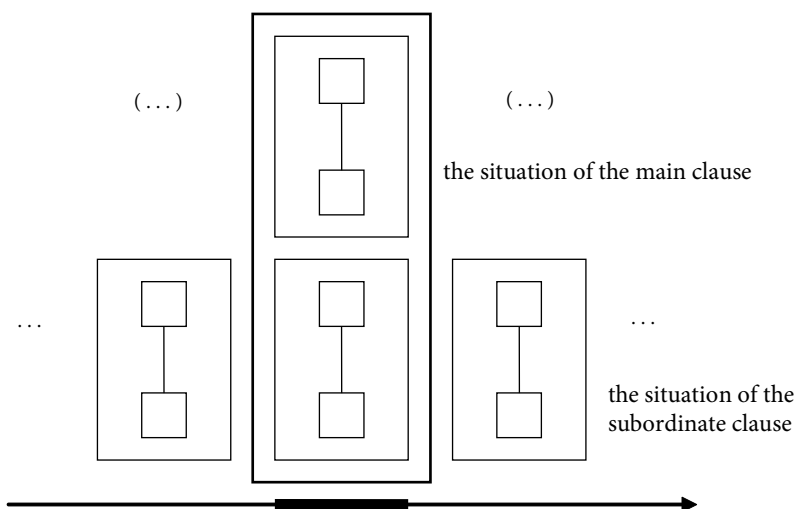 (...)
(...)
the situation of the main clause
...
...
the situation of the
subordinate clause